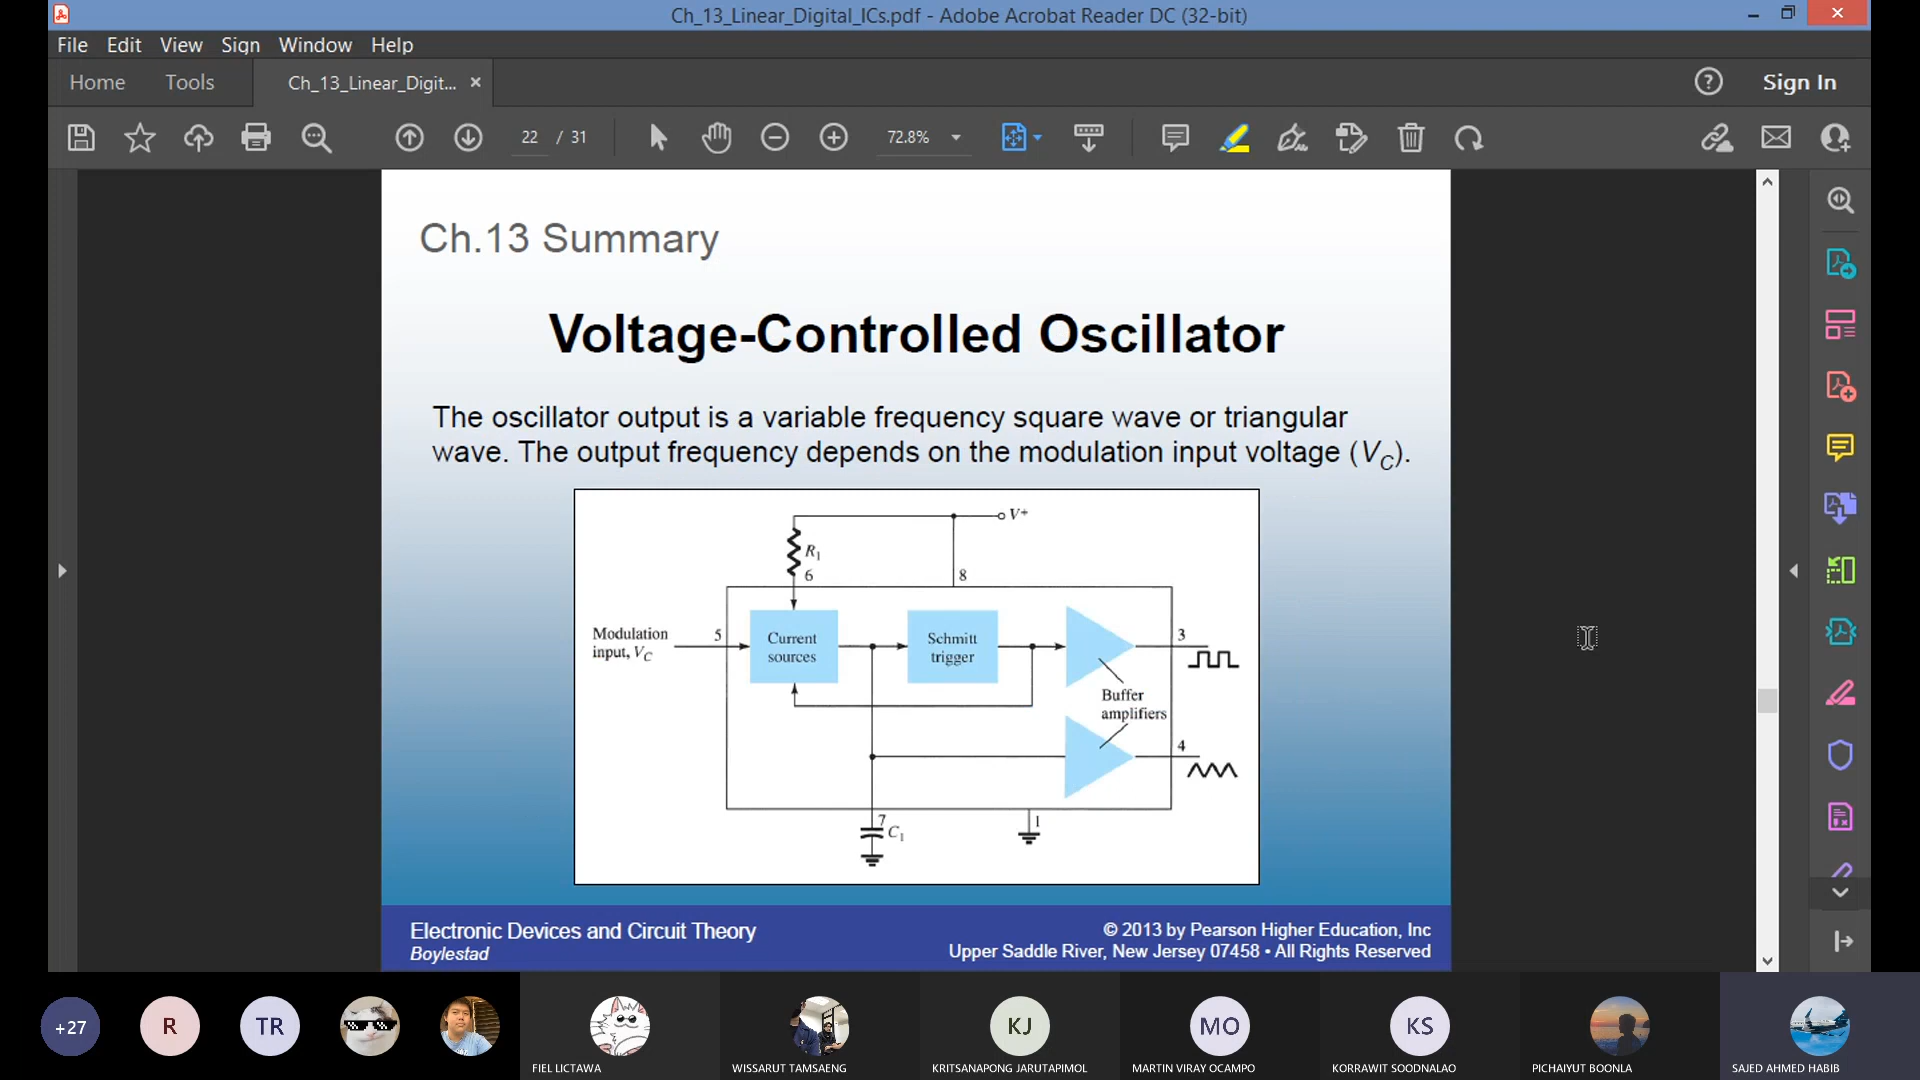 Ch_13_Linear_Digital_ICs.pdf - Adobe Acrobat Reader DC (32-bit)
File Edit View Sign Window Help
Home Tools Ch_13_Linear_Digit... Sign In
22 / 31 72.8%
Ch.13 Summary
Voltage-Controlled Oscillator
The oscillator output is a variable frequency square wave or triangular
wave. The output frequency depends on the modulation input voltage (VC).
V+
R1
6
8
Modulation
input, VC
5
Current
sources
Schmitt
trigger
3
Buffer
amplifiers
4
7
C1
1
Electronic Devices and Circuit Theory
Boylestad
© 2013 by Pearson Higher Education, Inc
Upper Saddle River, New Jersey 07458 • All Rights Reserved
+27 R TR KJ MO KS
FIEL LICTAWA WISSARUT TAMSAENG KRITSANAPONG JARUTAPIMOL MARTIN VIRAY OCAMPO KORRAWIT SOODNALAO PICHAIYUT BOONLA SAJED AHMED HABIB